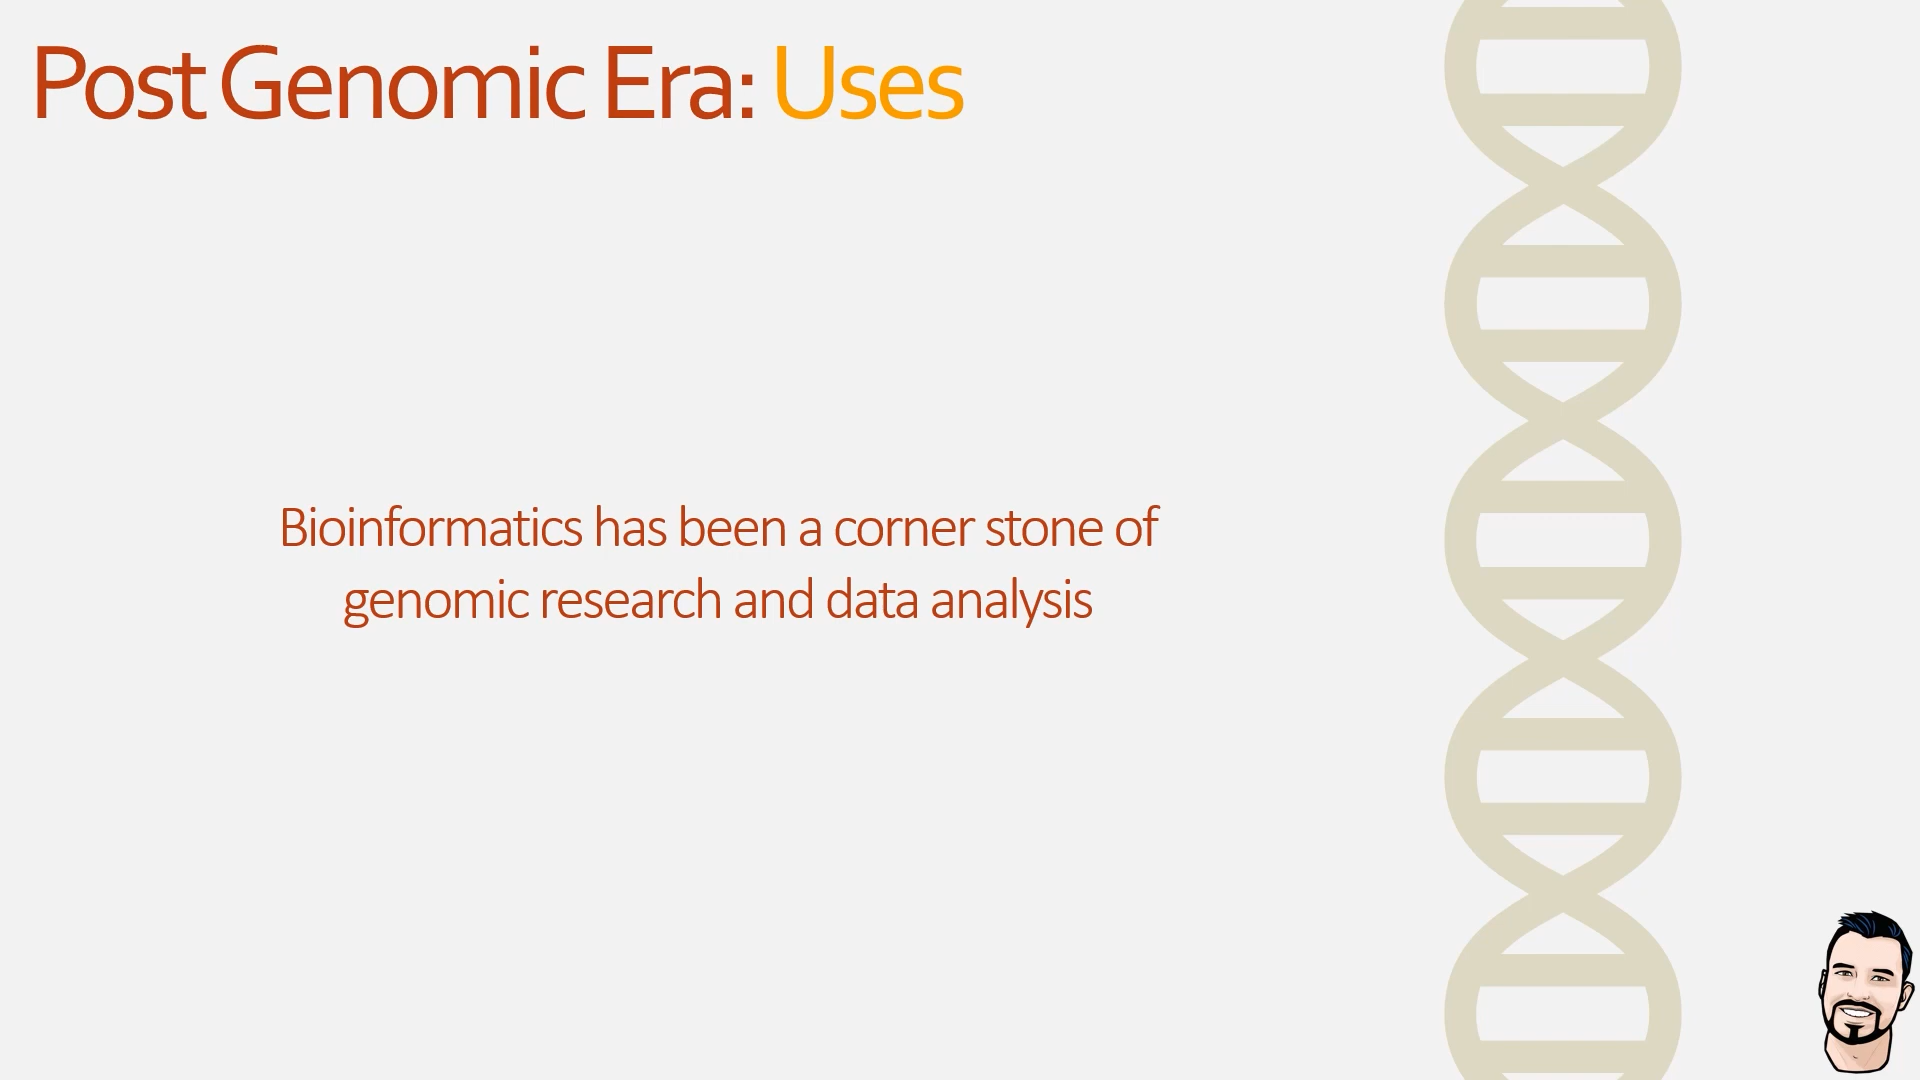 Post Genomic Era: Uses
Bioinformatics has been a corner stone of
genomic research and data analysis